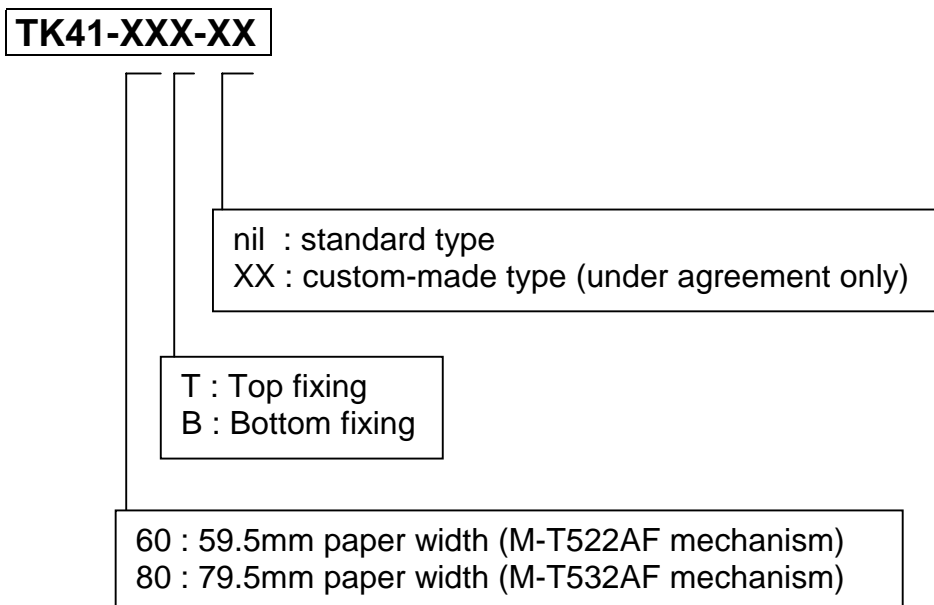 TK41-XXX-XX
nil : standard type
XX : custom-made type (under agreement only)
T : Top fixing
B : Bottom fixing
60 : 59.5mm paper width (M-T522AF mechanism)
80 : 79.5mm paper width (M-T532AF mechanism)